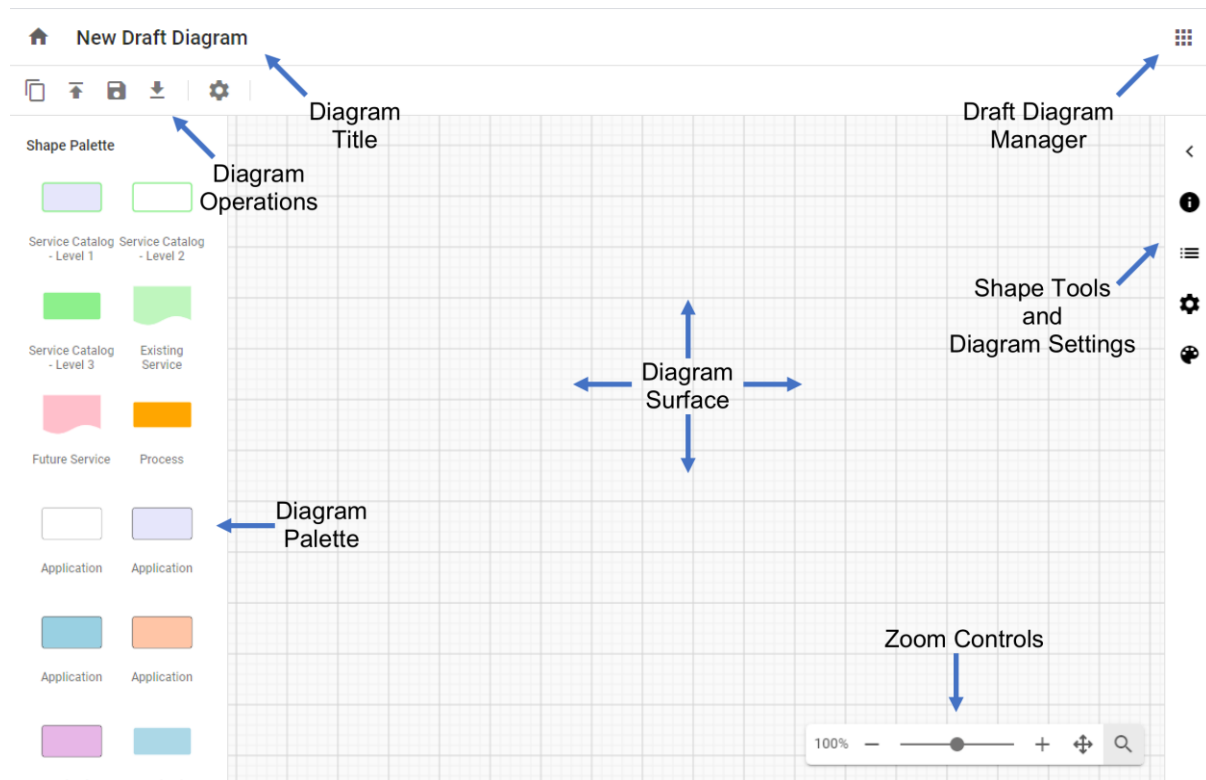 New Draft Diagram
Diagram
Title
Draft Diagram
Manager
Shape Palette
Diagram
Operations
Service Catalog
- Level 1
Service Catalog
- Level 2
Shape Tools
and
Diagram Settings
Service Catalog
- Level 3
Existing
Service
Diagram
Surface
Future Service
Process
Diagram
Palette
Application
Application
Application
Application
Zoom Controls
100%